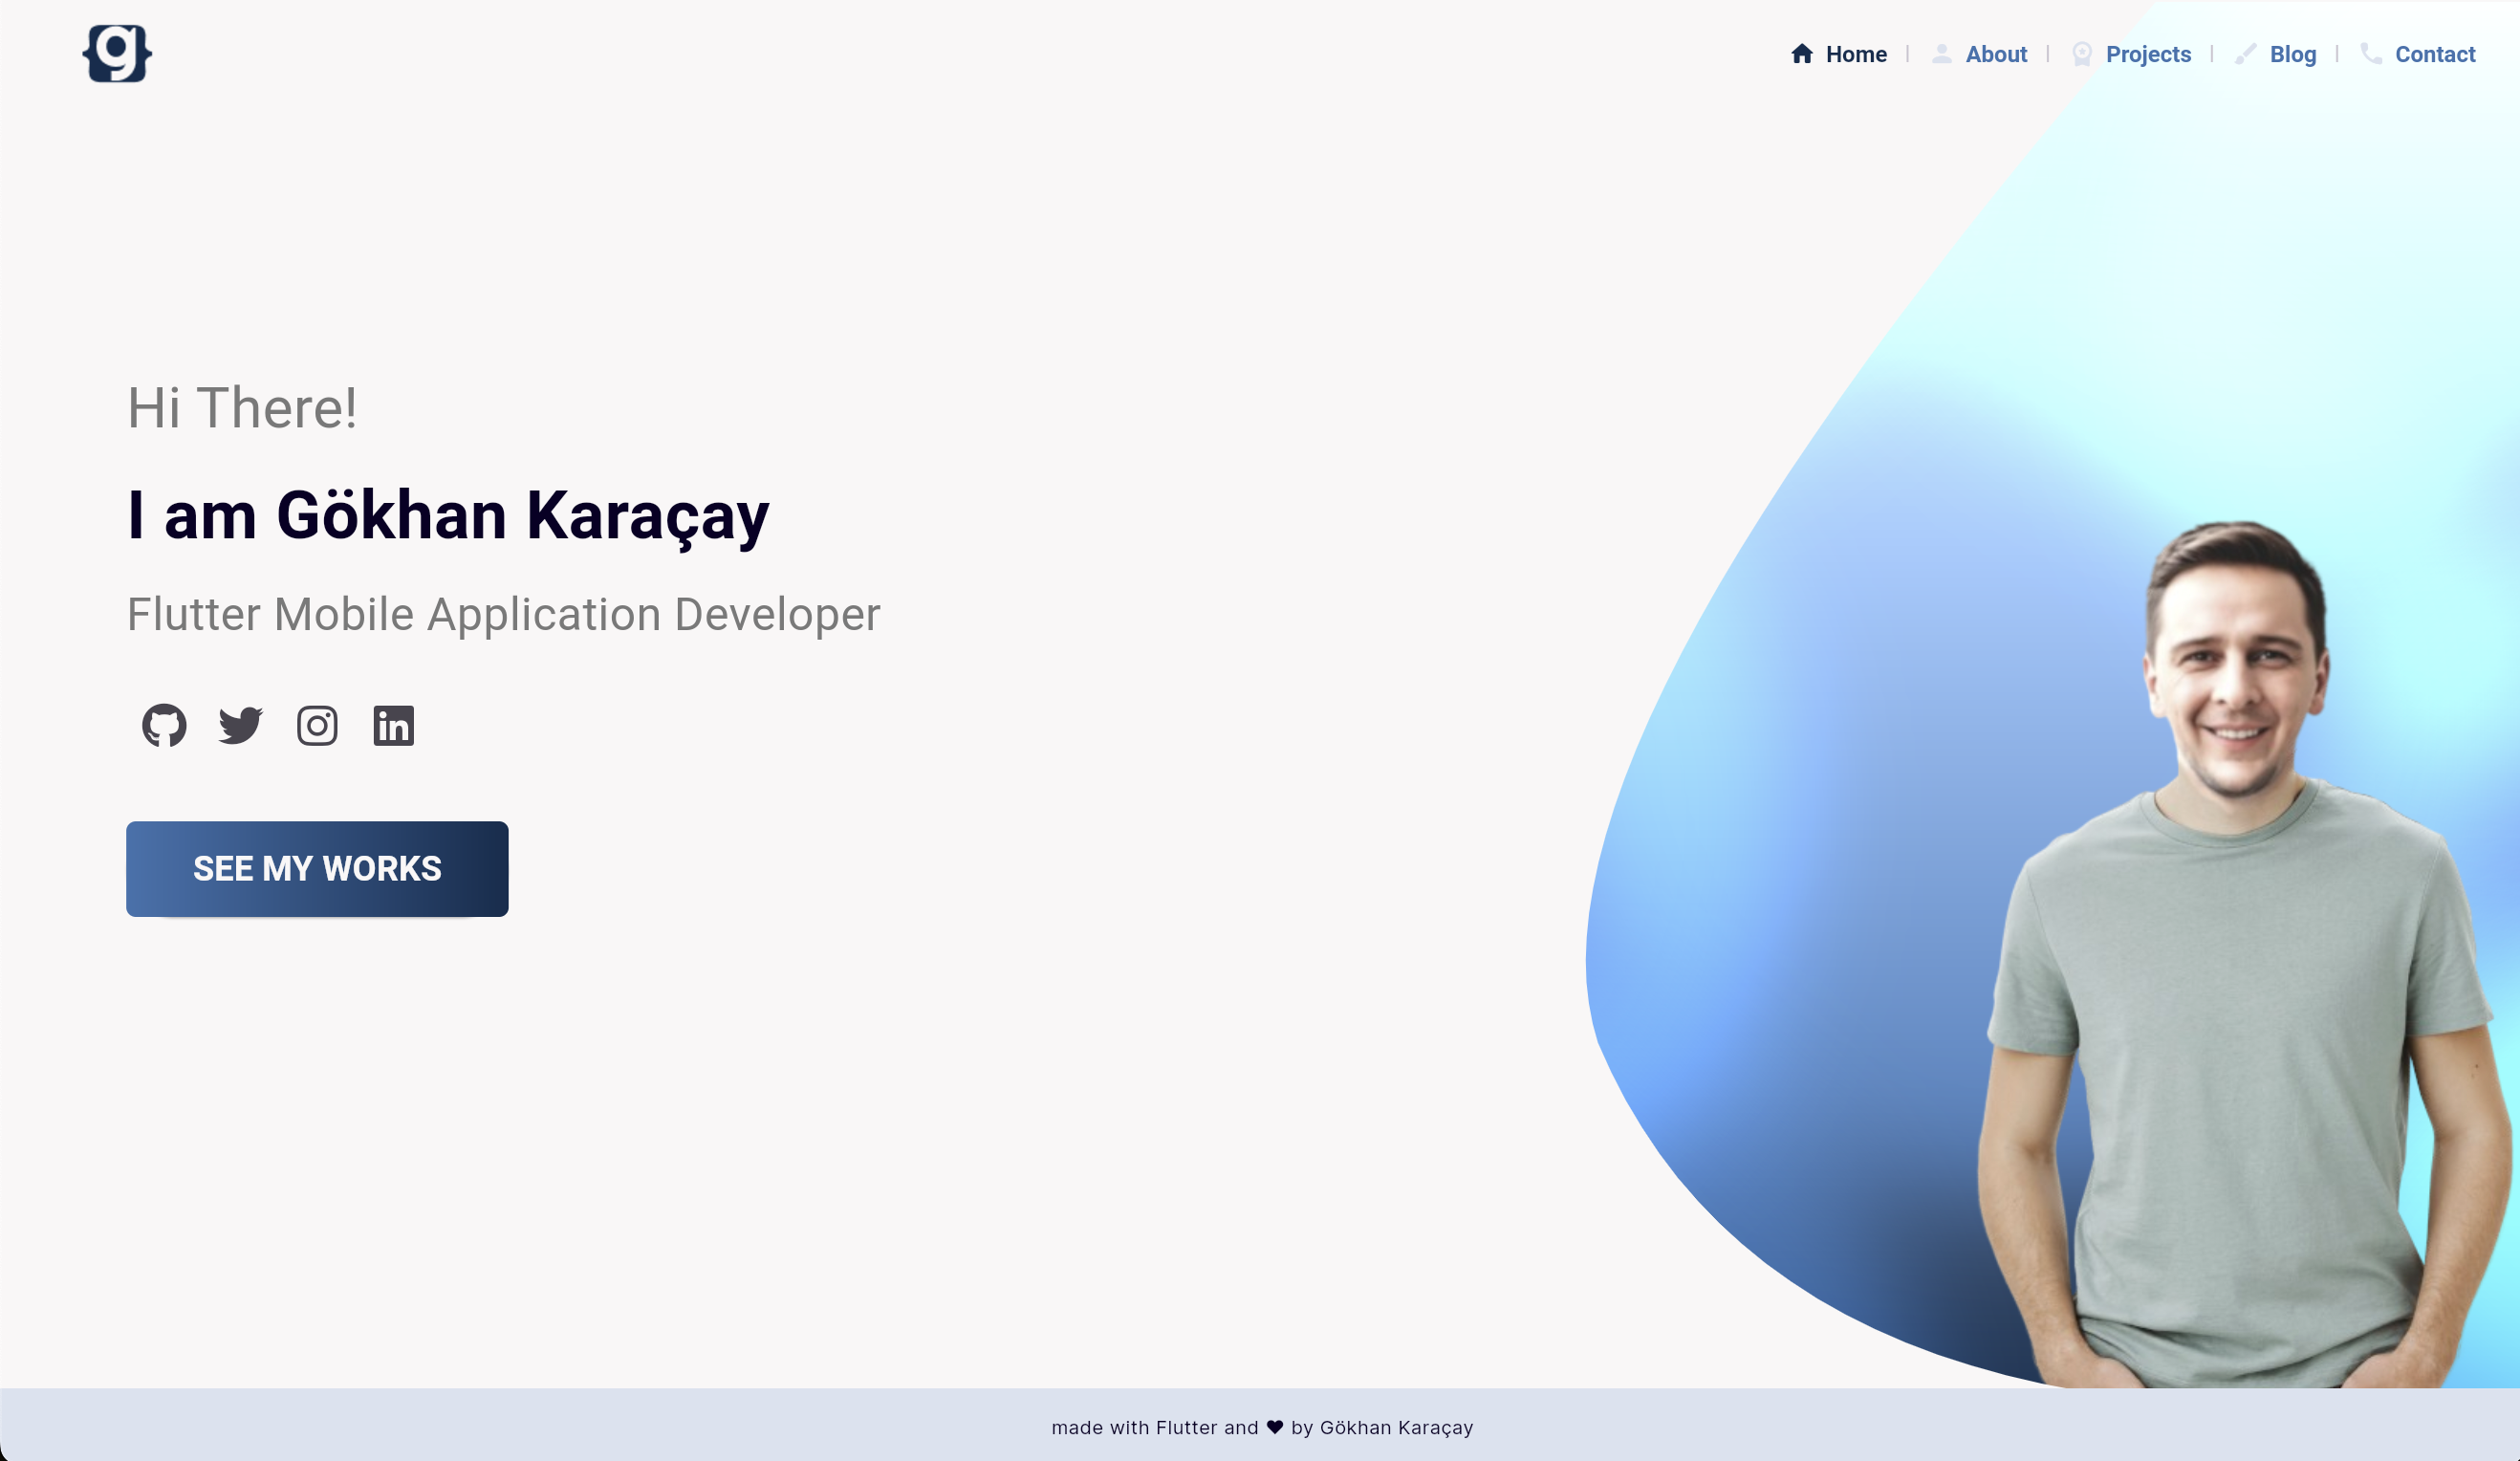 g
Home | About | Projects | Blog | Contact
Hi There!
I am Gökhan Karaçay
Flutter Mobile Application Developer
in
SEE MY WORKS
made with Flutter and ♥ by Gökhan Karaçay